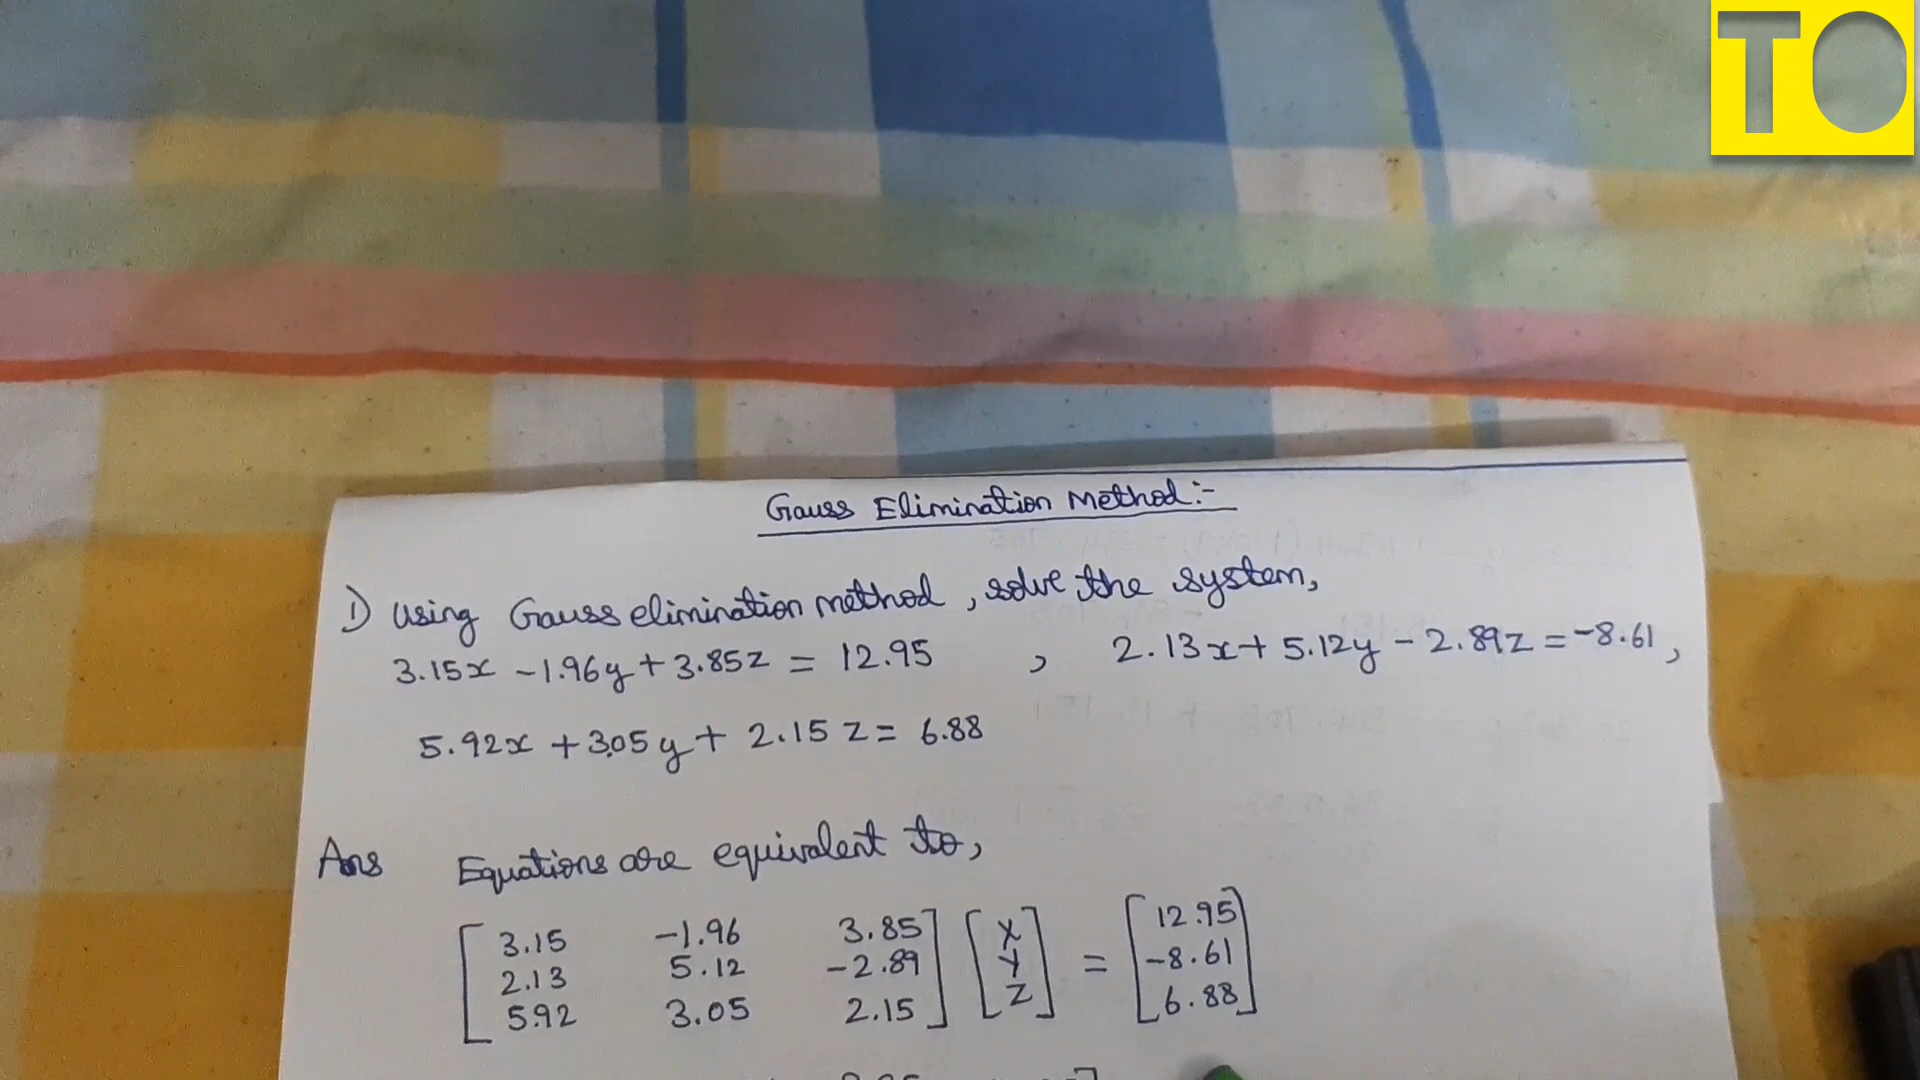 TO
Gauss Elimination Method:-
1) Using Gauss elimination method, solve the system,
3.15x - 1.96y + 3.85z = 12.95 , 2.13x + 5.12y - 2.89z = -8.61,
5.92x + 3.05y + 2.15z = 6.88
Ans Equations are equivalent to,
[ 3.15 -1.96 3.85 ] [ X ] = [ 12.95 ]
2.13 5.12 -2.89 Y -8.61
5.92 3.05 2.15 Z 6.88